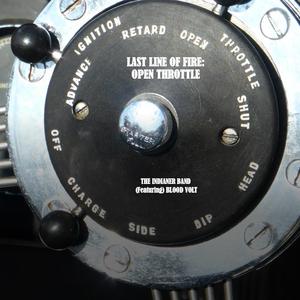 IGNITION
ADVANCE
RETARD
OPEN
THROTTLE
SHUT
LAST LINE OF FIRE:
OPEN THROTTLE
STARTER
THE INDIANER BAND
(Featuring) BLOOD VOLT
OFF
CHARGE
SIDE
DIP
HEAD